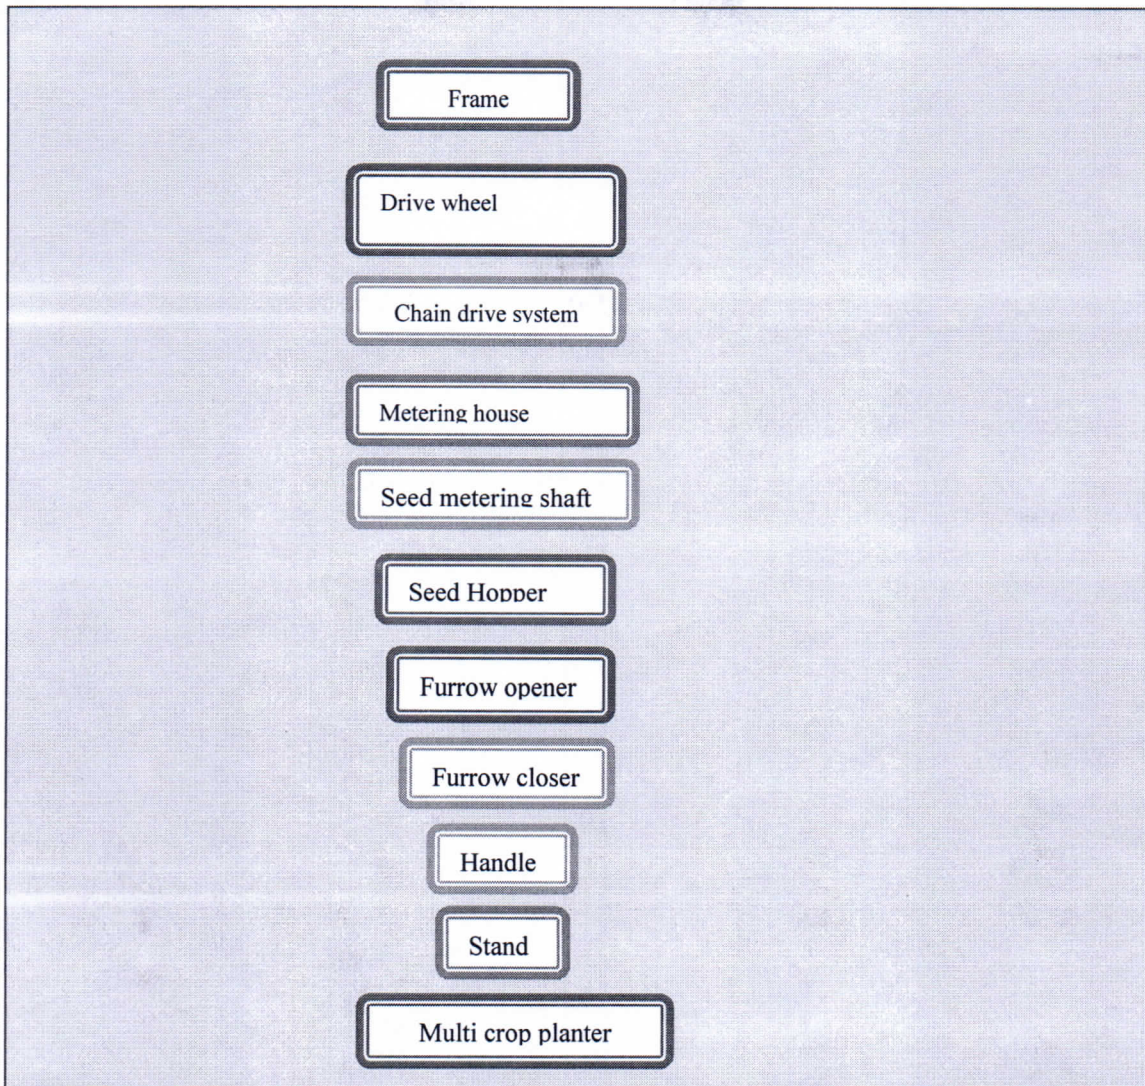 Frame
Drive wheel
Chain drive system
Metering house
Seed metering shaft
Seed Hopper
Furrow opener
Furrow closer
Handle
Stand
Multi crop planter